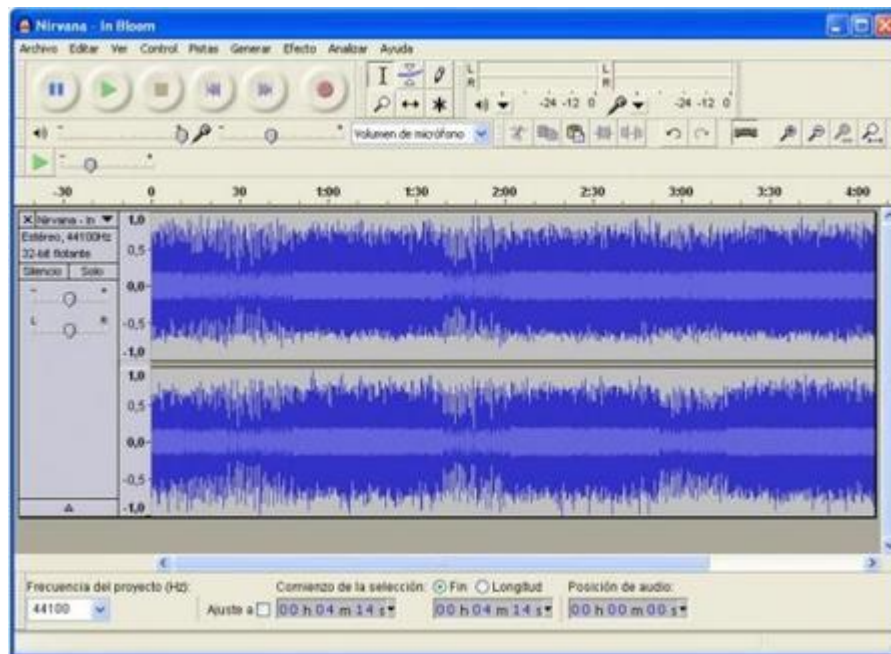 Nirvana - In Bloom
Archivo Editar Ver Control Pistas Generar Efecto Analizar Ayuda
L
R
L
R
-24 -12 0
-24 -12 0
Volumen de micrófono
-30 0 30 1:00 1:30 2:00 2:30 3:00 3:30 4:00
Nirvana - In
Estéreo, 44100Hz
32-bit flotante
Silencio Solo
- +
L R
1,0
0,5
0,0
-0,5
-1,0
1,0
0,5
0,0
-0,5
-1,0
Frecuencia del proyecto (Hz): Comienzo de la selección: Fin Longitud Posición de audio:
44100 Ajuste a 00 h 04 m 14 s 00 h 04 m 14 s 00 h 00 m 00 s